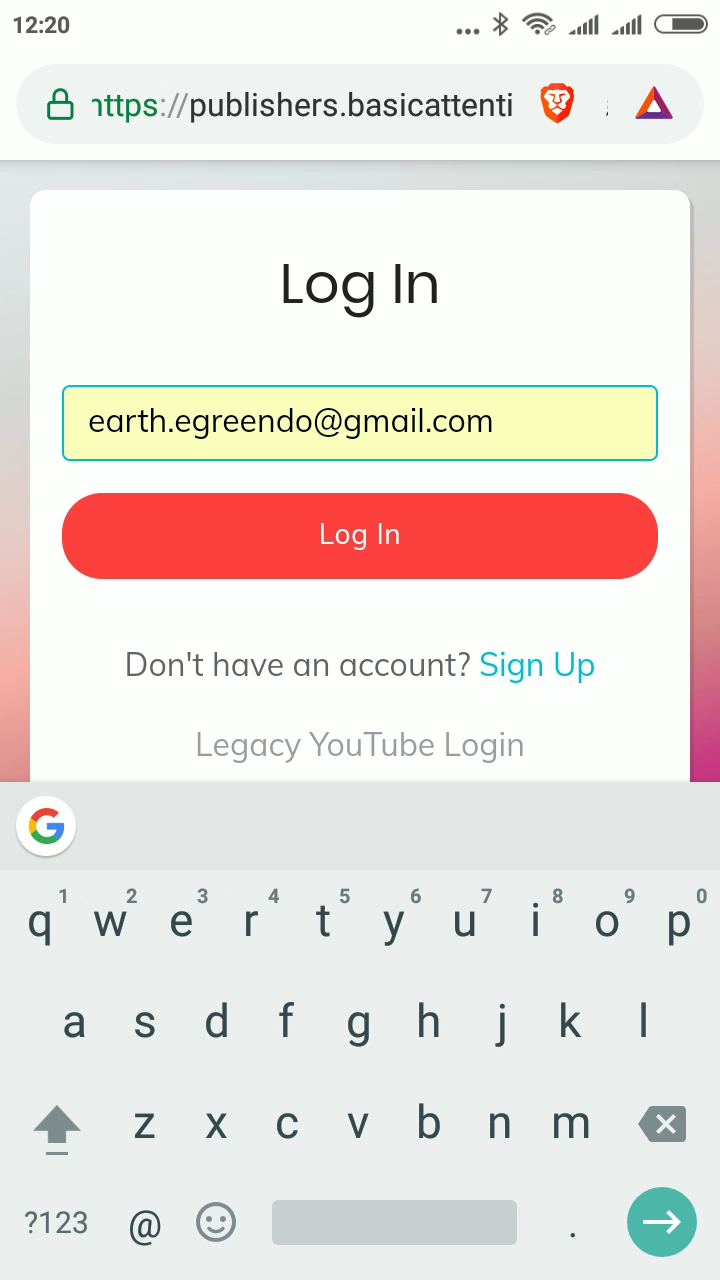 12:20
https://publishers.basicattenti
Log In
earth.egreendo@gmail.com
Log In
Don't have an account? Sign Up
Legacy YouTube Login
G
1 2 3 4 5 6 7 8 9 0
q w e r t y u i o p
a s d f g h j k l
z x c v b n m
?123 @ .